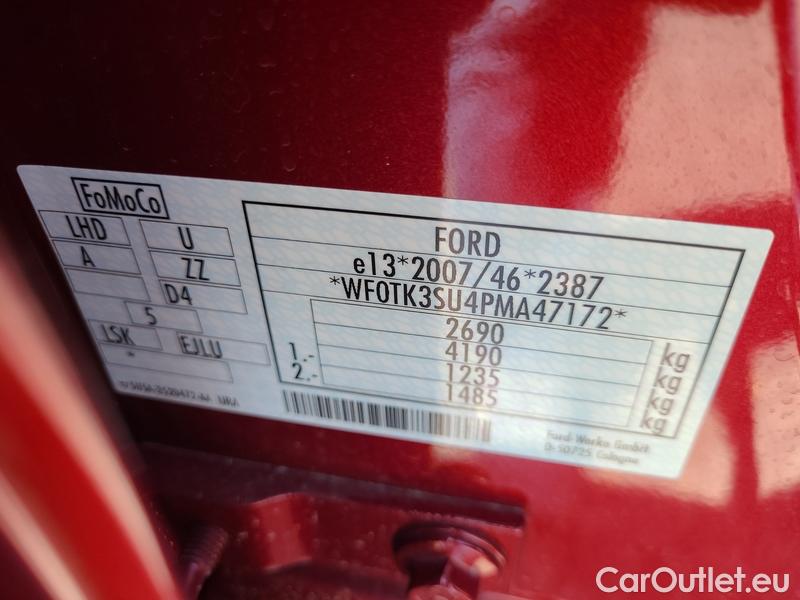 FoMoCo
LHD
U
A
ZZ
D4
5
LSK
EJLU
*
FORD
e13*2007/46*2387
*WF0TK3SU4PMA47172*
2690 kg
4190 kg
1.- 1235 kg
2.- 1485 kg
Ford-Werke GmbH
D-50725 Cologne
CarOutlet.eu